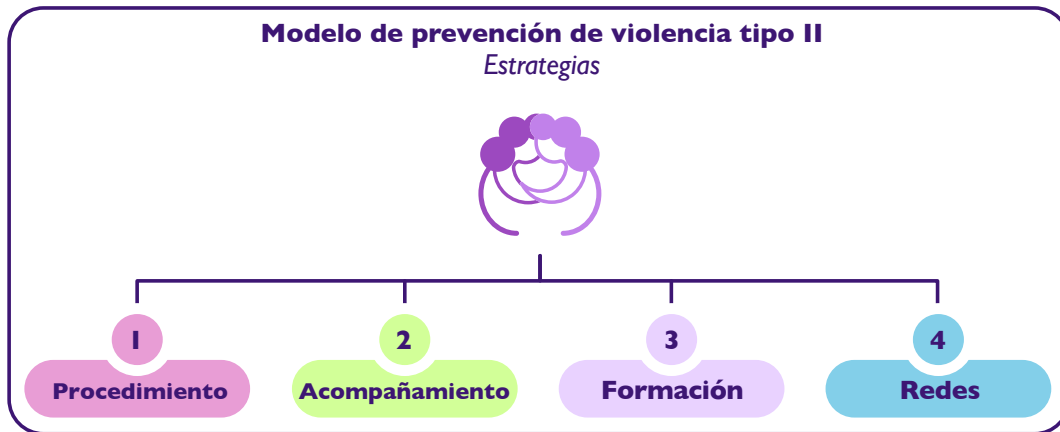 Modelo de prevención de violencia tipo II
Estrategias
1
2
3
4
Procedimiento
Acompañamiento
Formación
Redes